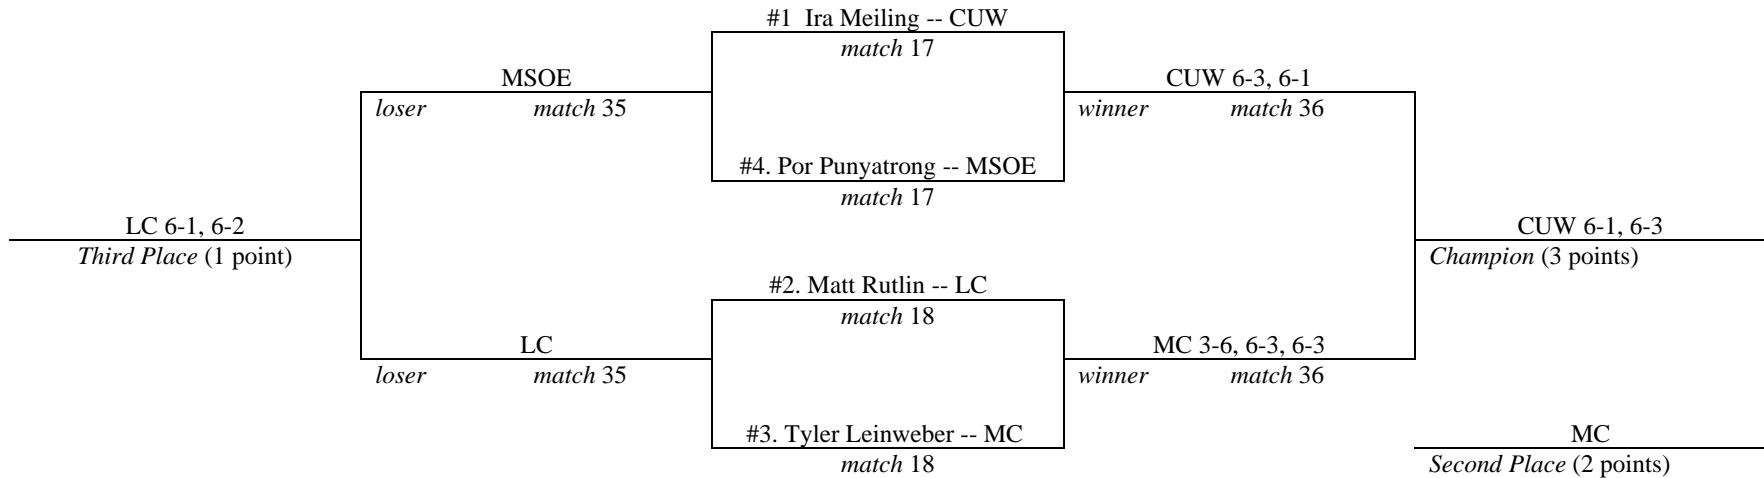 #1  Ira Meiling -- CUW
match 17
MSOE
CUW 6-3, 6-1
loser match 35
winner match 36
#4. Por Punyatrong -- MSOE
match 17
LC 6-1, 6-2
CUW 6-1, 6-3
Third Place (1 point)
Champion (3 points)
#2. Matt Rutlin -- LC
match 18
LC
MC 3-6, 6-3, 6-3
loser match 35
winner match 36
#3. Tyler Leinweber -- MC
MC
match 18
Second Place (2 points)